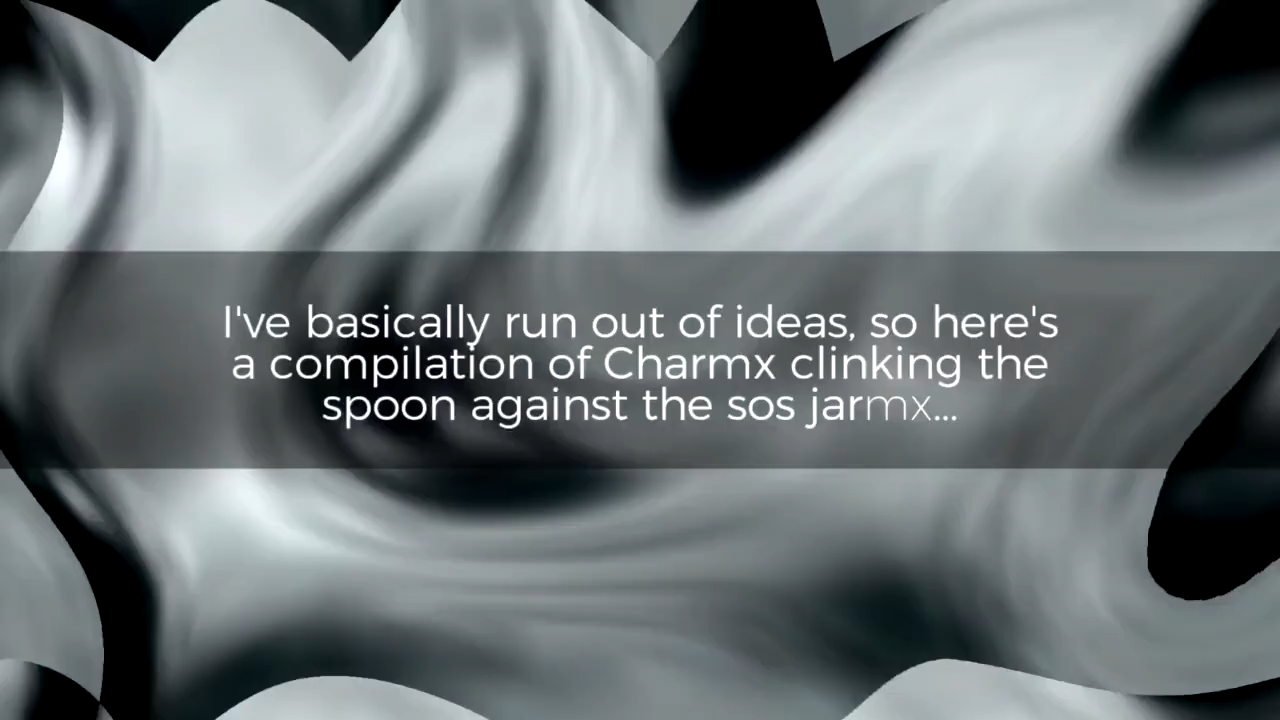 I've basically run out of ideas, so here's
a compilation of Charmx clinking the
spoon against the sos jarmx...